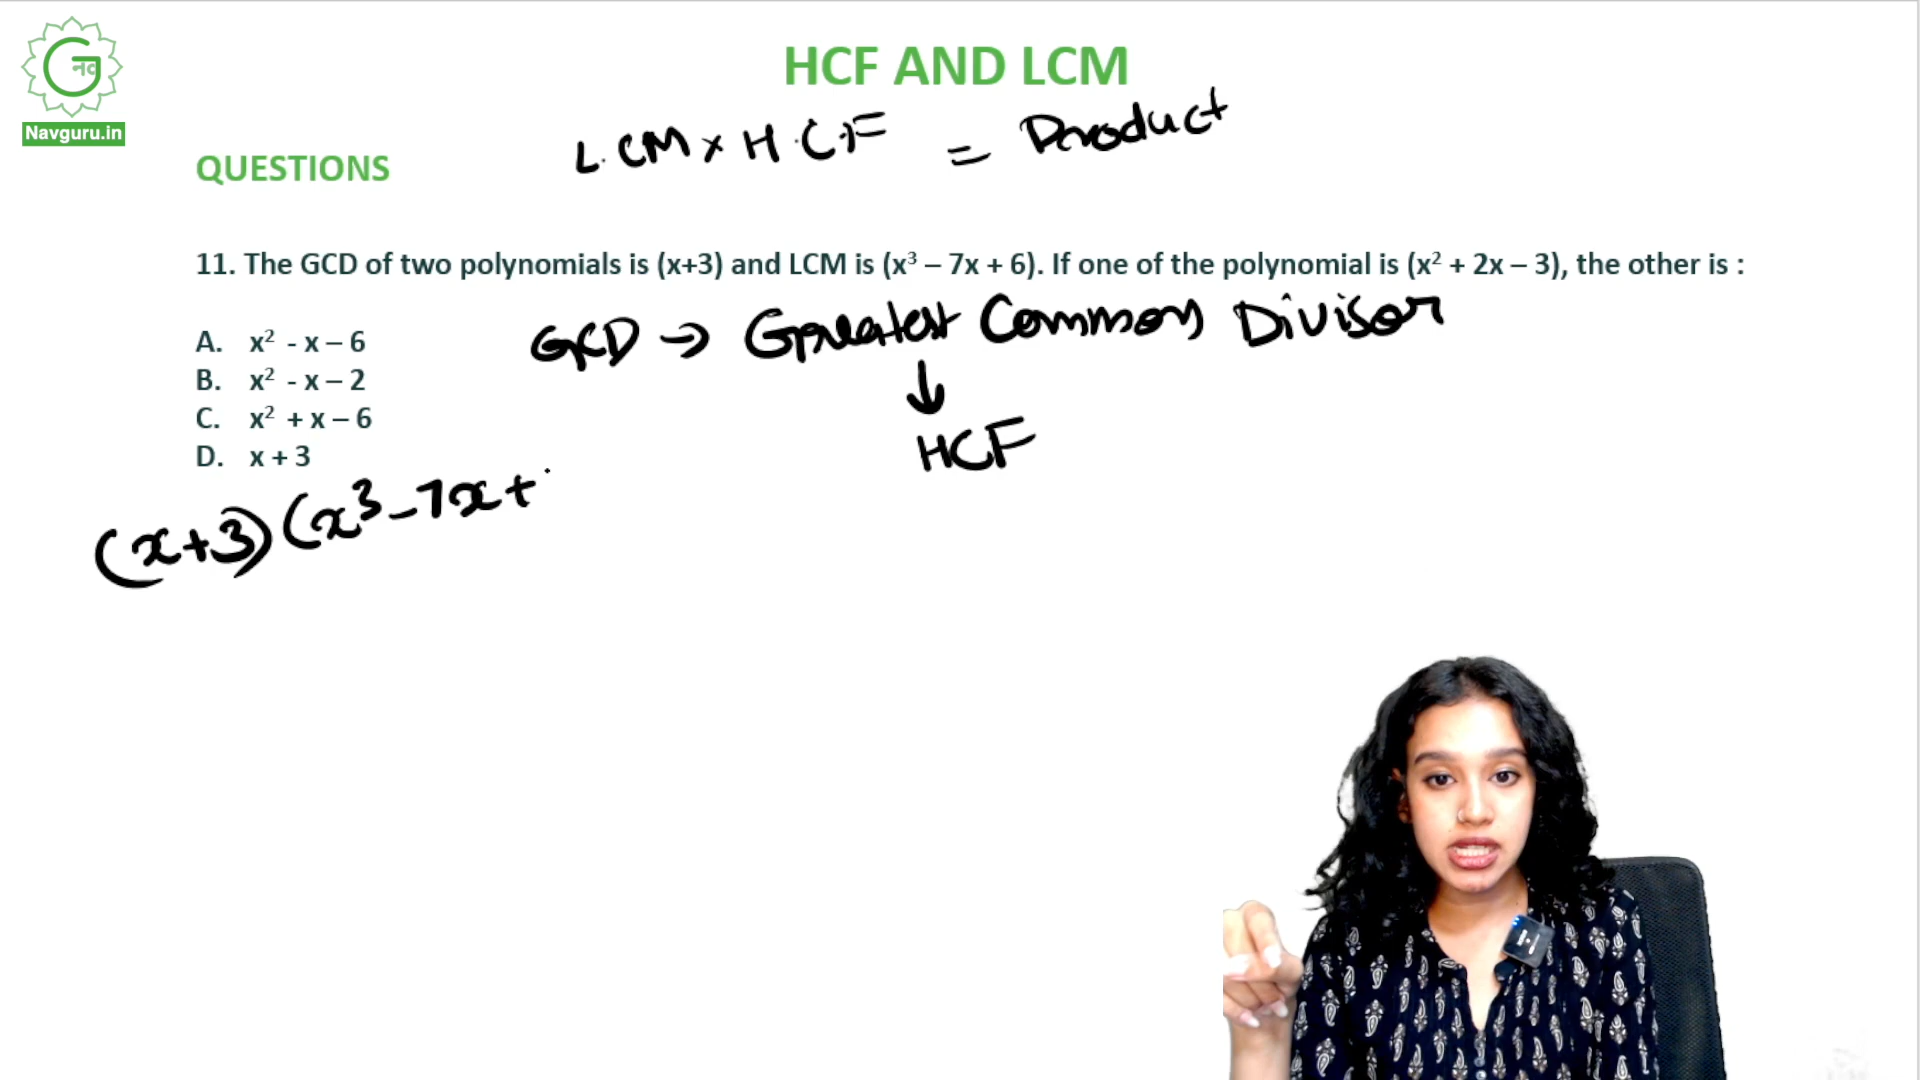 HCF AND LCM
नव
Navguru.in
L.CM x H.C.F = Product
QUESTIONS
11. The GCD of two polynomials is (x+3) and LCM is (x³ – 7x + 6). If one of the polynomial is (x² + 2x – 3), the other is :
GCD → Greatest Common Divisor
A. x² - x – 6
B. x² - x – 2
C. x² + x – 6
D. x + 3
↓
HCF
(x+3) (x³-7x+